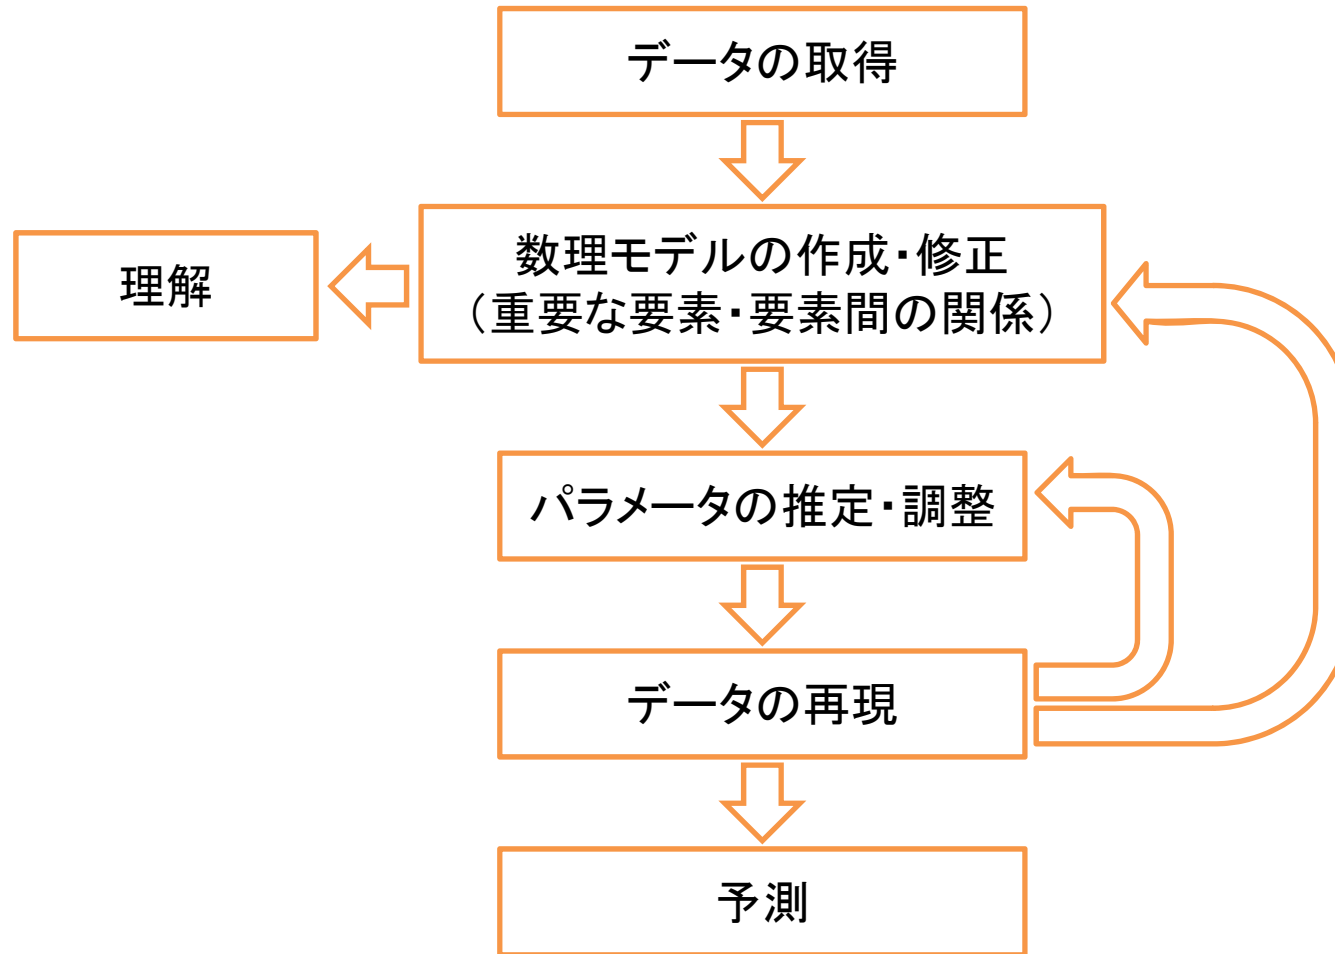 データの取得
数理モデルの作成・修正
（重要な要素・要素間の関係）
理解
パラメータの推定・調整
データの再現
予測